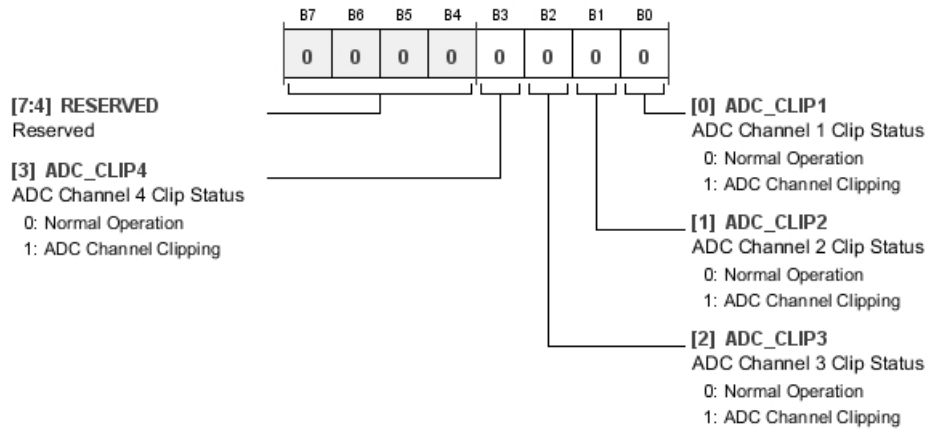 B7 B6 B5 B4 B3 B2 B1 B0
0 0 0 0 0 0 0 0
[7:4] RESERVED
Reserved
[3] ADC_CLIP4
ADC Channel 4 Clip Status
0: Normal Operation
1: ADC Channel Clipping
[0] ADC_CLIP1
ADC Channel 1 Clip Status
0: Normal Operation
1: ADC Channel Clipping
[1] ADC_CLIP2
ADC Channel 2 Clip Status
0: Normal Operation
1: ADC Channel Clipping
[2] ADC_CLIP3
ADC Channel 3 Clip Status
0: Normal Operation
1: ADC Channel Clipping